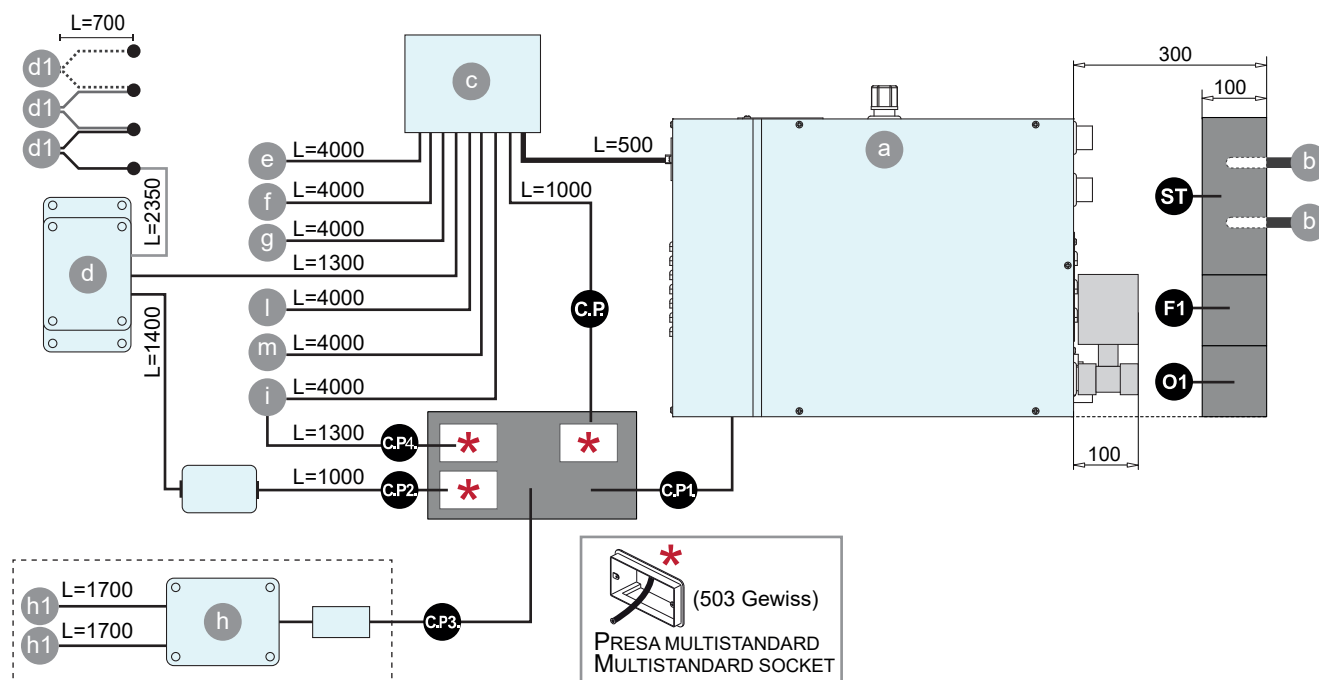 L=700
d1
d1
d1
L=2350
d
L=1400
c
e L=4000
f L=4000
g L=4000
L=1300
l L=4000
m L=4000
i L=4000
L=500
L=1000
C.P.
a
300
100
b
b
ST
F1
O1
100
L=1300 C.P4. *
*
L=1000 C.P2. *
C.P1.
h1 L=1700
h1 L=1700
h
C.P3.
*
(503 Gewiss)
PRESA MULTISTANDARD
MULTISTANDARD SOCKET